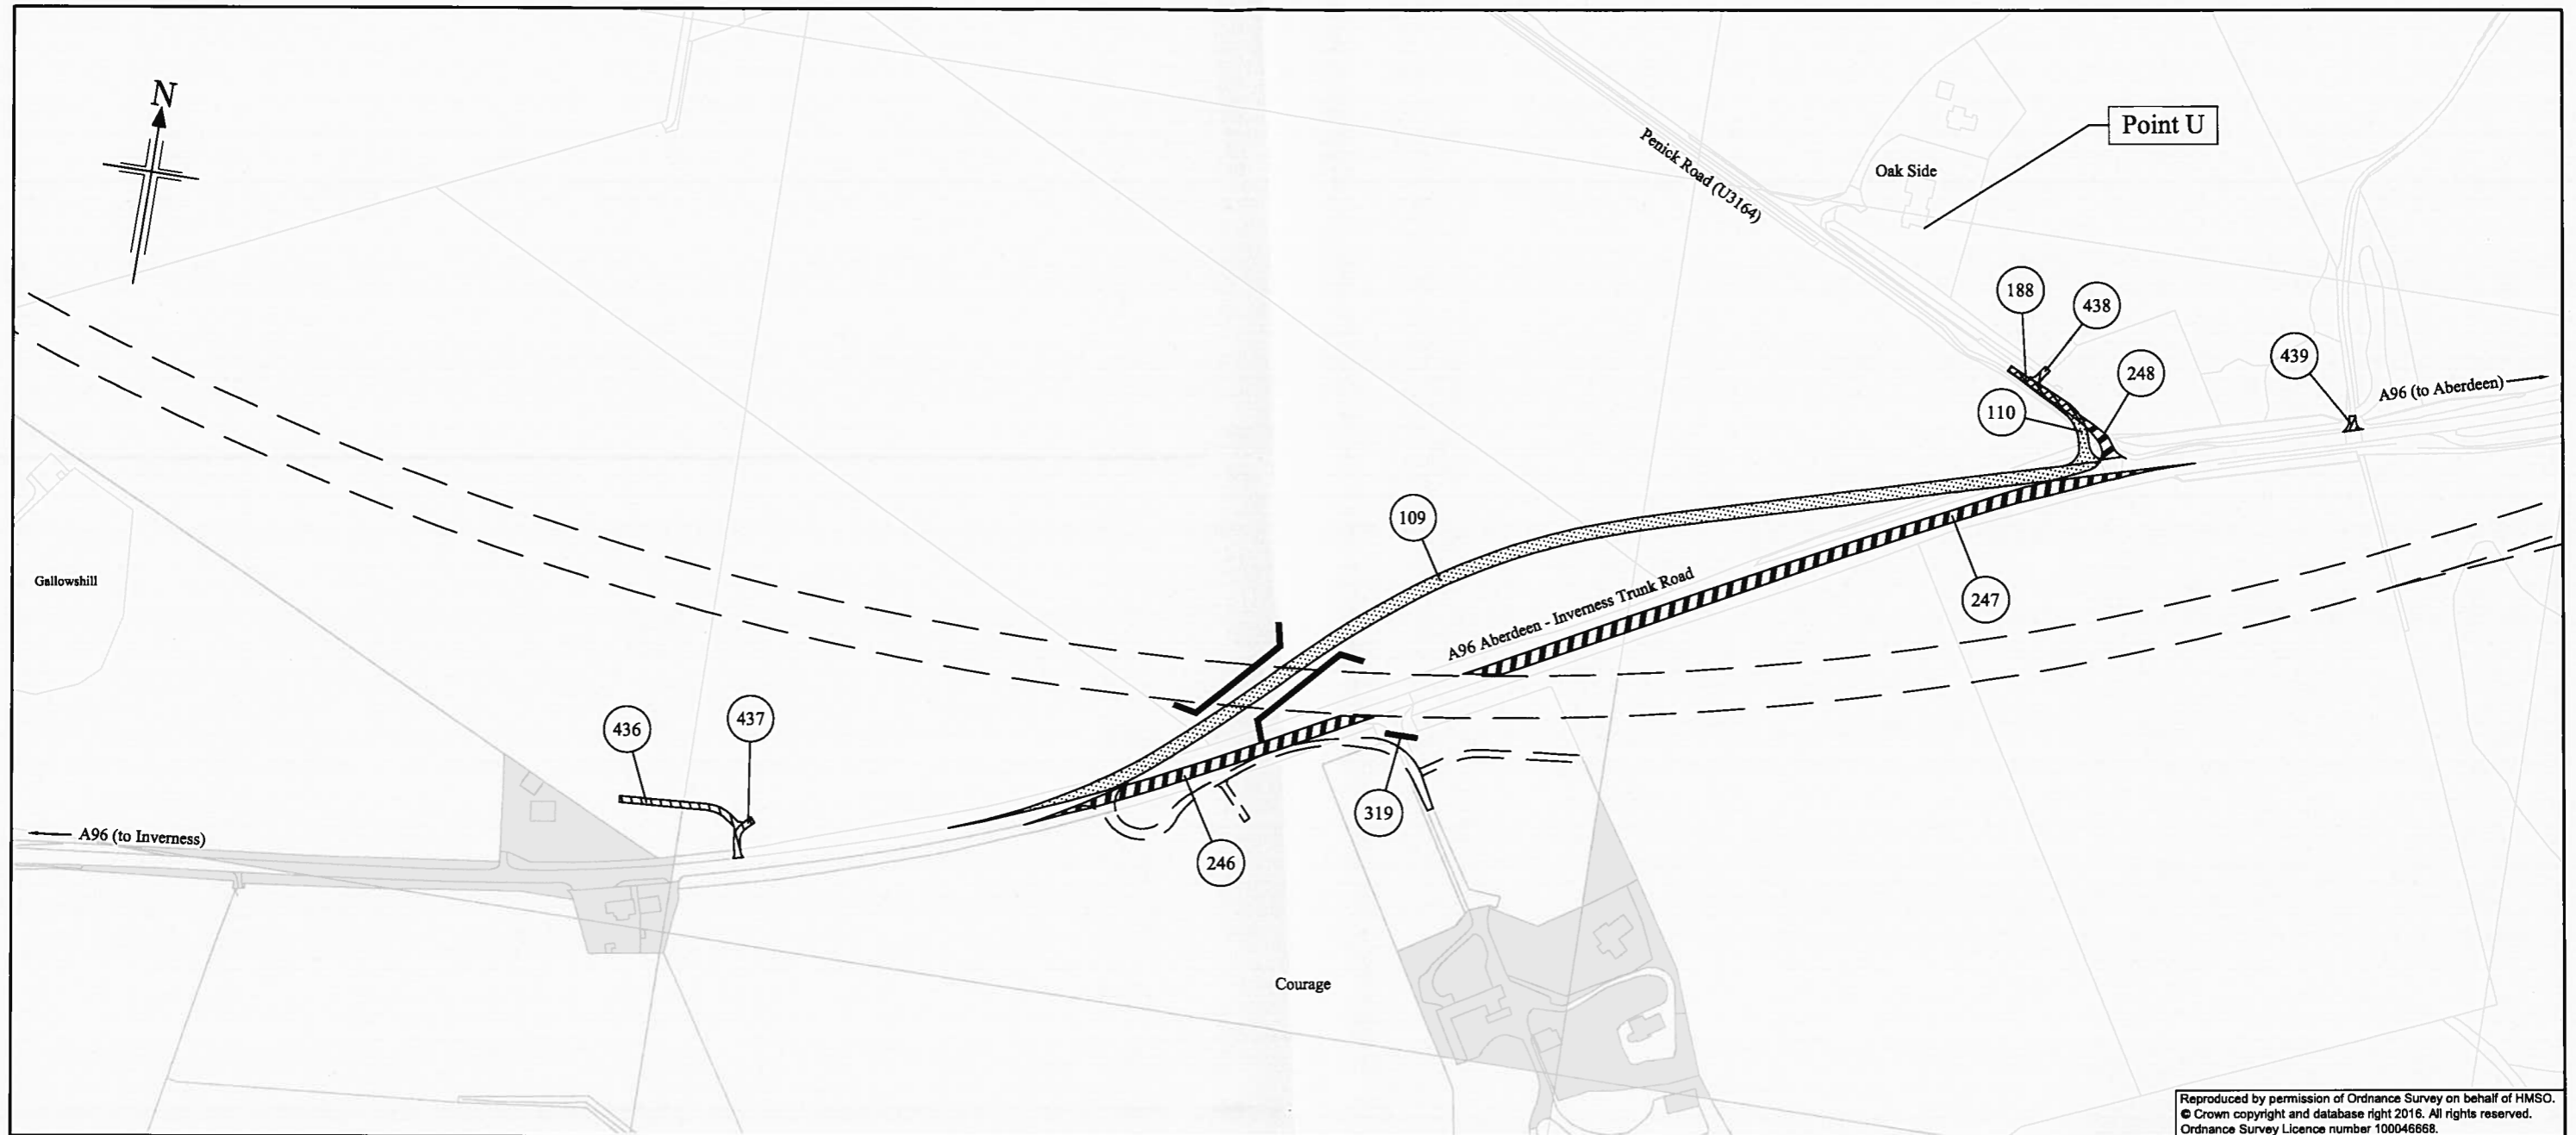 N
Point U
Penick Road (U3164)
Oak Side
188
438
439
248
A96 (to Aberdeen)
110
109
Gallowshill
A96 Aberdeen - Inverness Trunk Road
247
436
437
319
A96 (to Inverness)
246
Courage
Reproduced by permission of Ordnance Survey on behalf of HMSO.
© Crown copyright and database right 2016. All rights reserved.
Ordnance Survey Licence number 100046668.